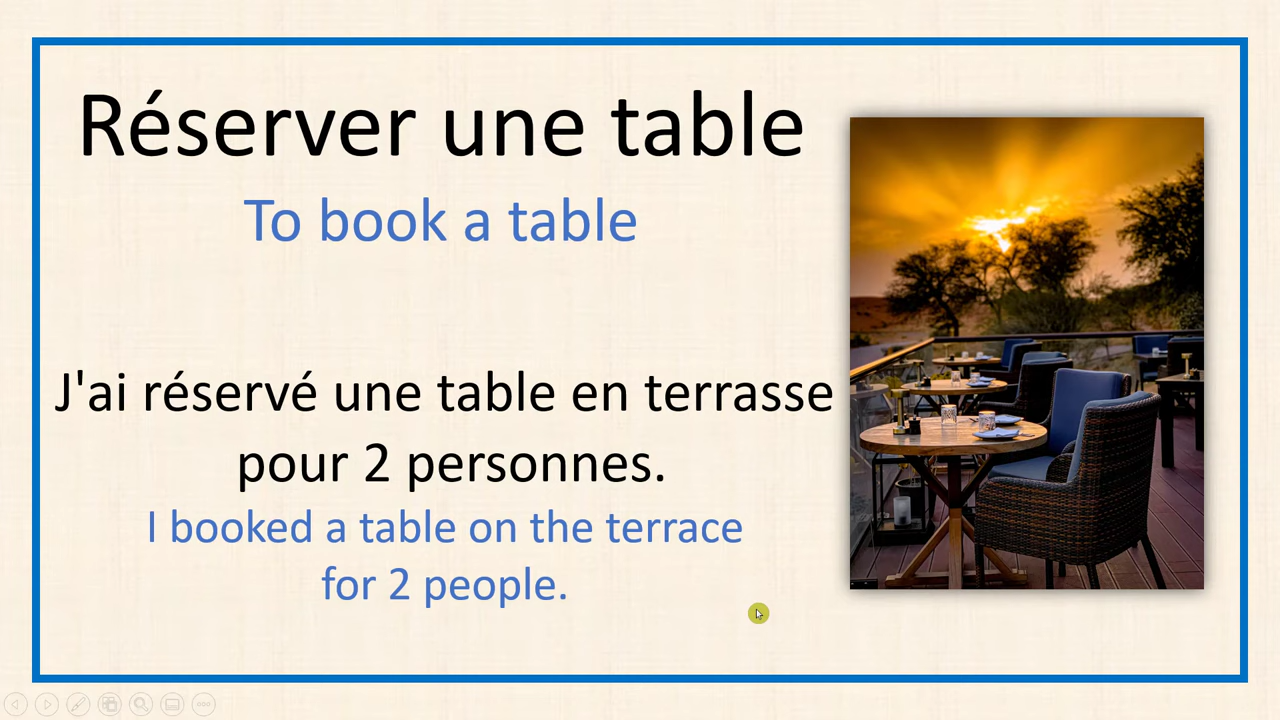 Réserver une table
To book a table
J'ai réservé une table en terrasse
pour 2 personnes.
I booked a table on the terrace
for 2 people.